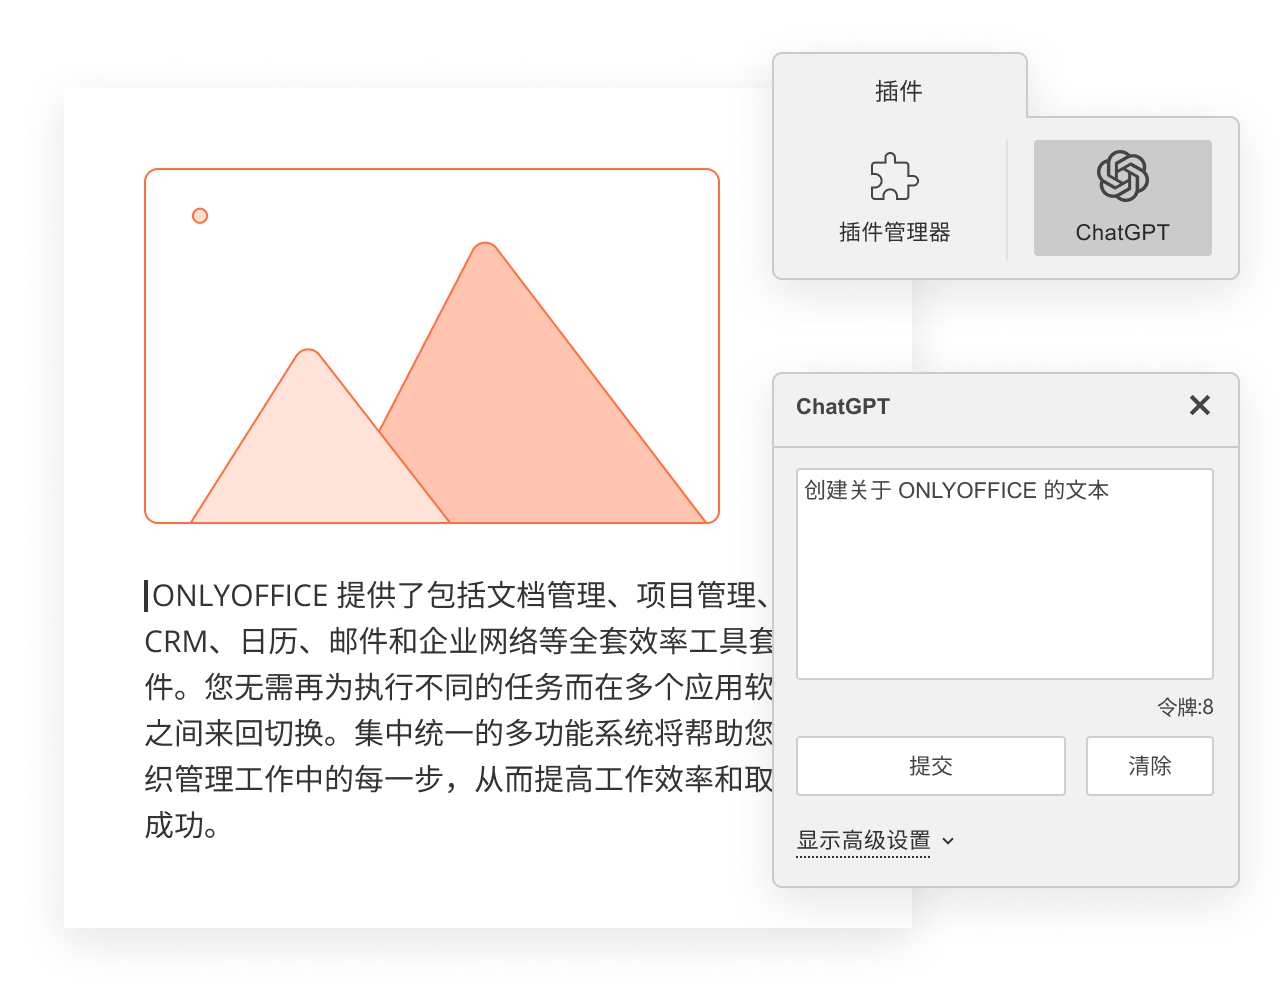 插件
插件管理器
ChatGPT
ChatGPT
创建关于 ONLYOFFICE 的文本
令牌:8
提交
清除
显示高级设置
ONLYOFFICE 提供了包括文档管理、项目管理、
CRM、日历、邮件和企业网络等全套效率工具套
件。您无需再为执行不同的任务而在多个应用软
之间来回切换。集中统一的多功能系统将帮助您
织管理工作中的每一步，从而提高工作效率和取
成功。